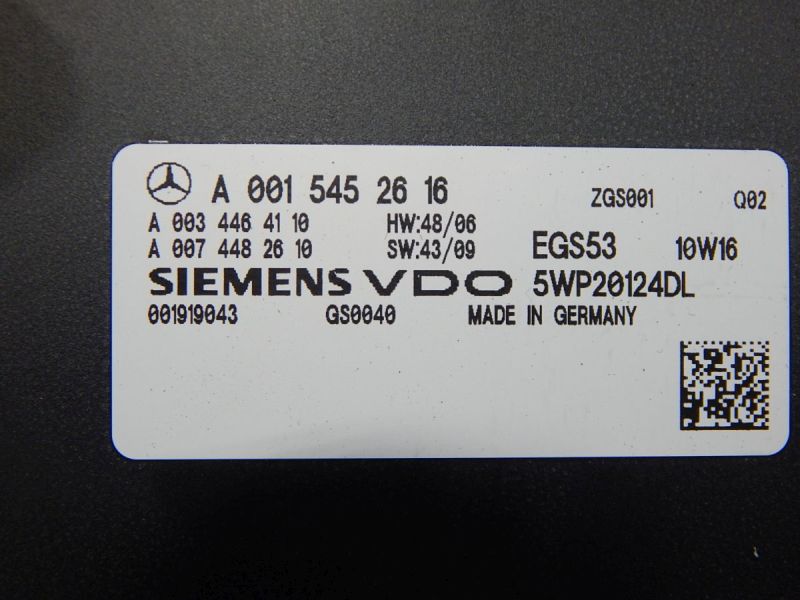 A 001 545 26 16 ZGS001 Q02
A 003 446 41 10 HW:48/06
A 007 448 26 10 SW:43/09 EGS53 10W16
SIEMENS VDO 5WP20124DL
001919043 GS0040 MADE IN GERMANY